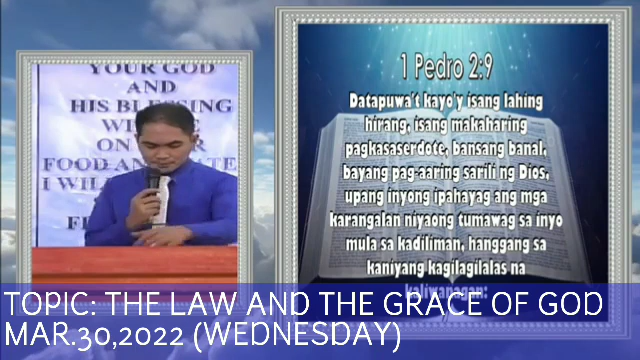 YOUR GOD
AND
HIS BLESSING
ON
FOOD AND
I WILL
1 Pedro 2:9
Datapuwa't kayo'y isang lahing
hirang, isang makaharing
pagkasaserdote, bansang banal,
bayang pag-aaring sarili ng Dios,
upang inyong ipahayag ang mga
karangalan niyaong tumawag sa inyo
mula sa kadiliman, hanggang sa
kaniyang kagilagilalas na
kaliwanagan:
TOPIC: THE LAW AND THE GRACE OF GOD
MAR.30,2022 (WEDNESDAY)